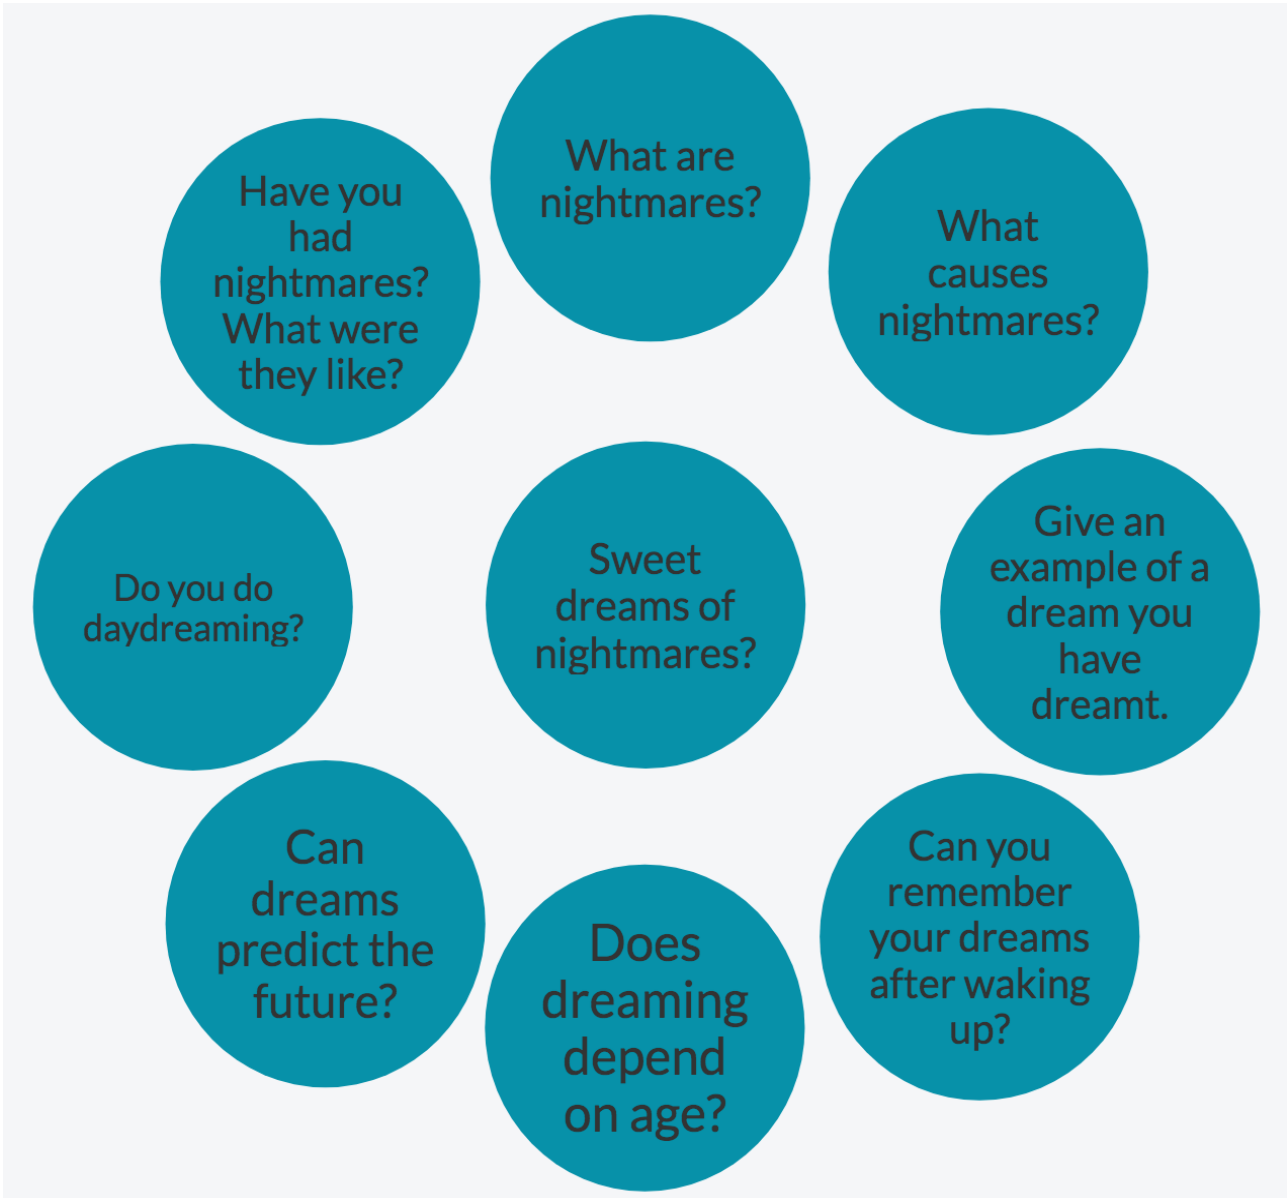 What are
nightmares?
What
causes
nightmares?
Give an
example of a
dream you
have
dreamt.
Can you
remember
your dreams
after waking
up?
Does
dreaming
depend
on age?
Can
dreams
predict the
future?
Do you do
daydreaming?
Have you
had
nightmares?
What were
they like?
Sweet
dreams of
nightmares?